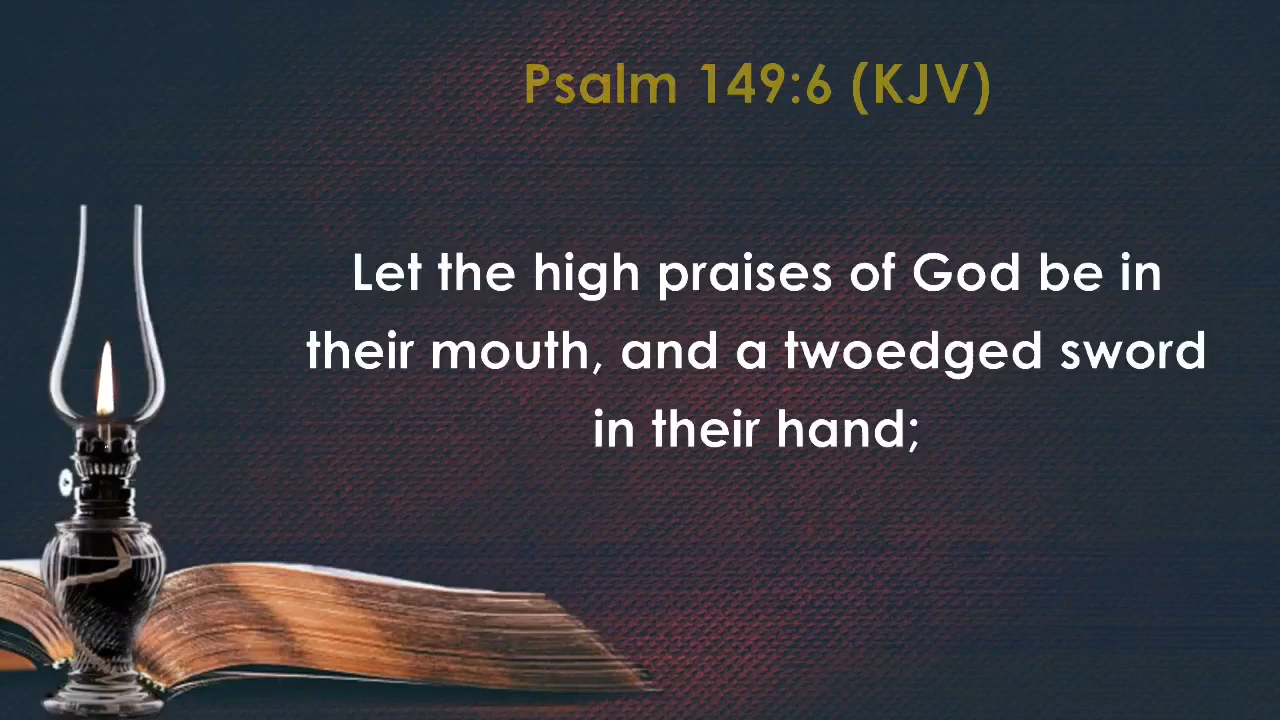 Psalm 149:6 (KJV)
Let the high praises of God be in
their mouth, and a twoedged sword
in their hand;